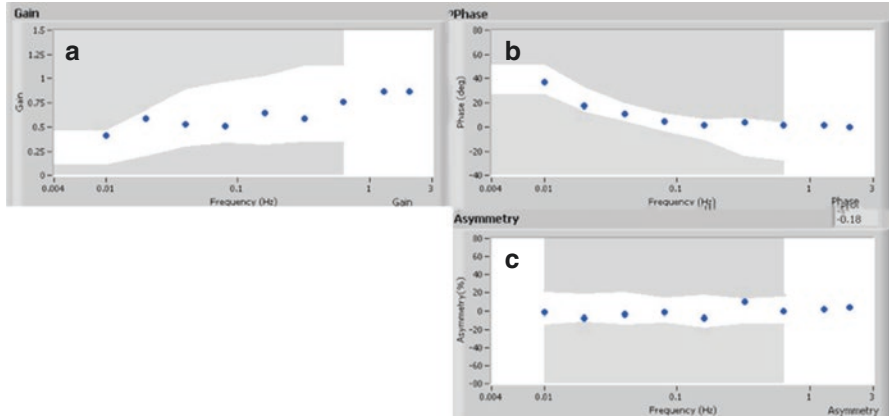 Gain
a
1.5
1.25
1
0.75
0.5
0.25
0
Gain
0.004
0.01
0.1
1
3
Frequency (Hz)
Gain
Phase
b
80
60
40
20
0
-20
-40
Phase (deg)
0.004
0.01
0.1
1
3
Frequency (Hz)
Phase
-0.18
Asymmetry
c
80
60
40
20
0
-20
-40
-60
-80
Asymmetry(%)
0.004
0.01
0.1
1
3
Frequency (Hz)
Asymmetry